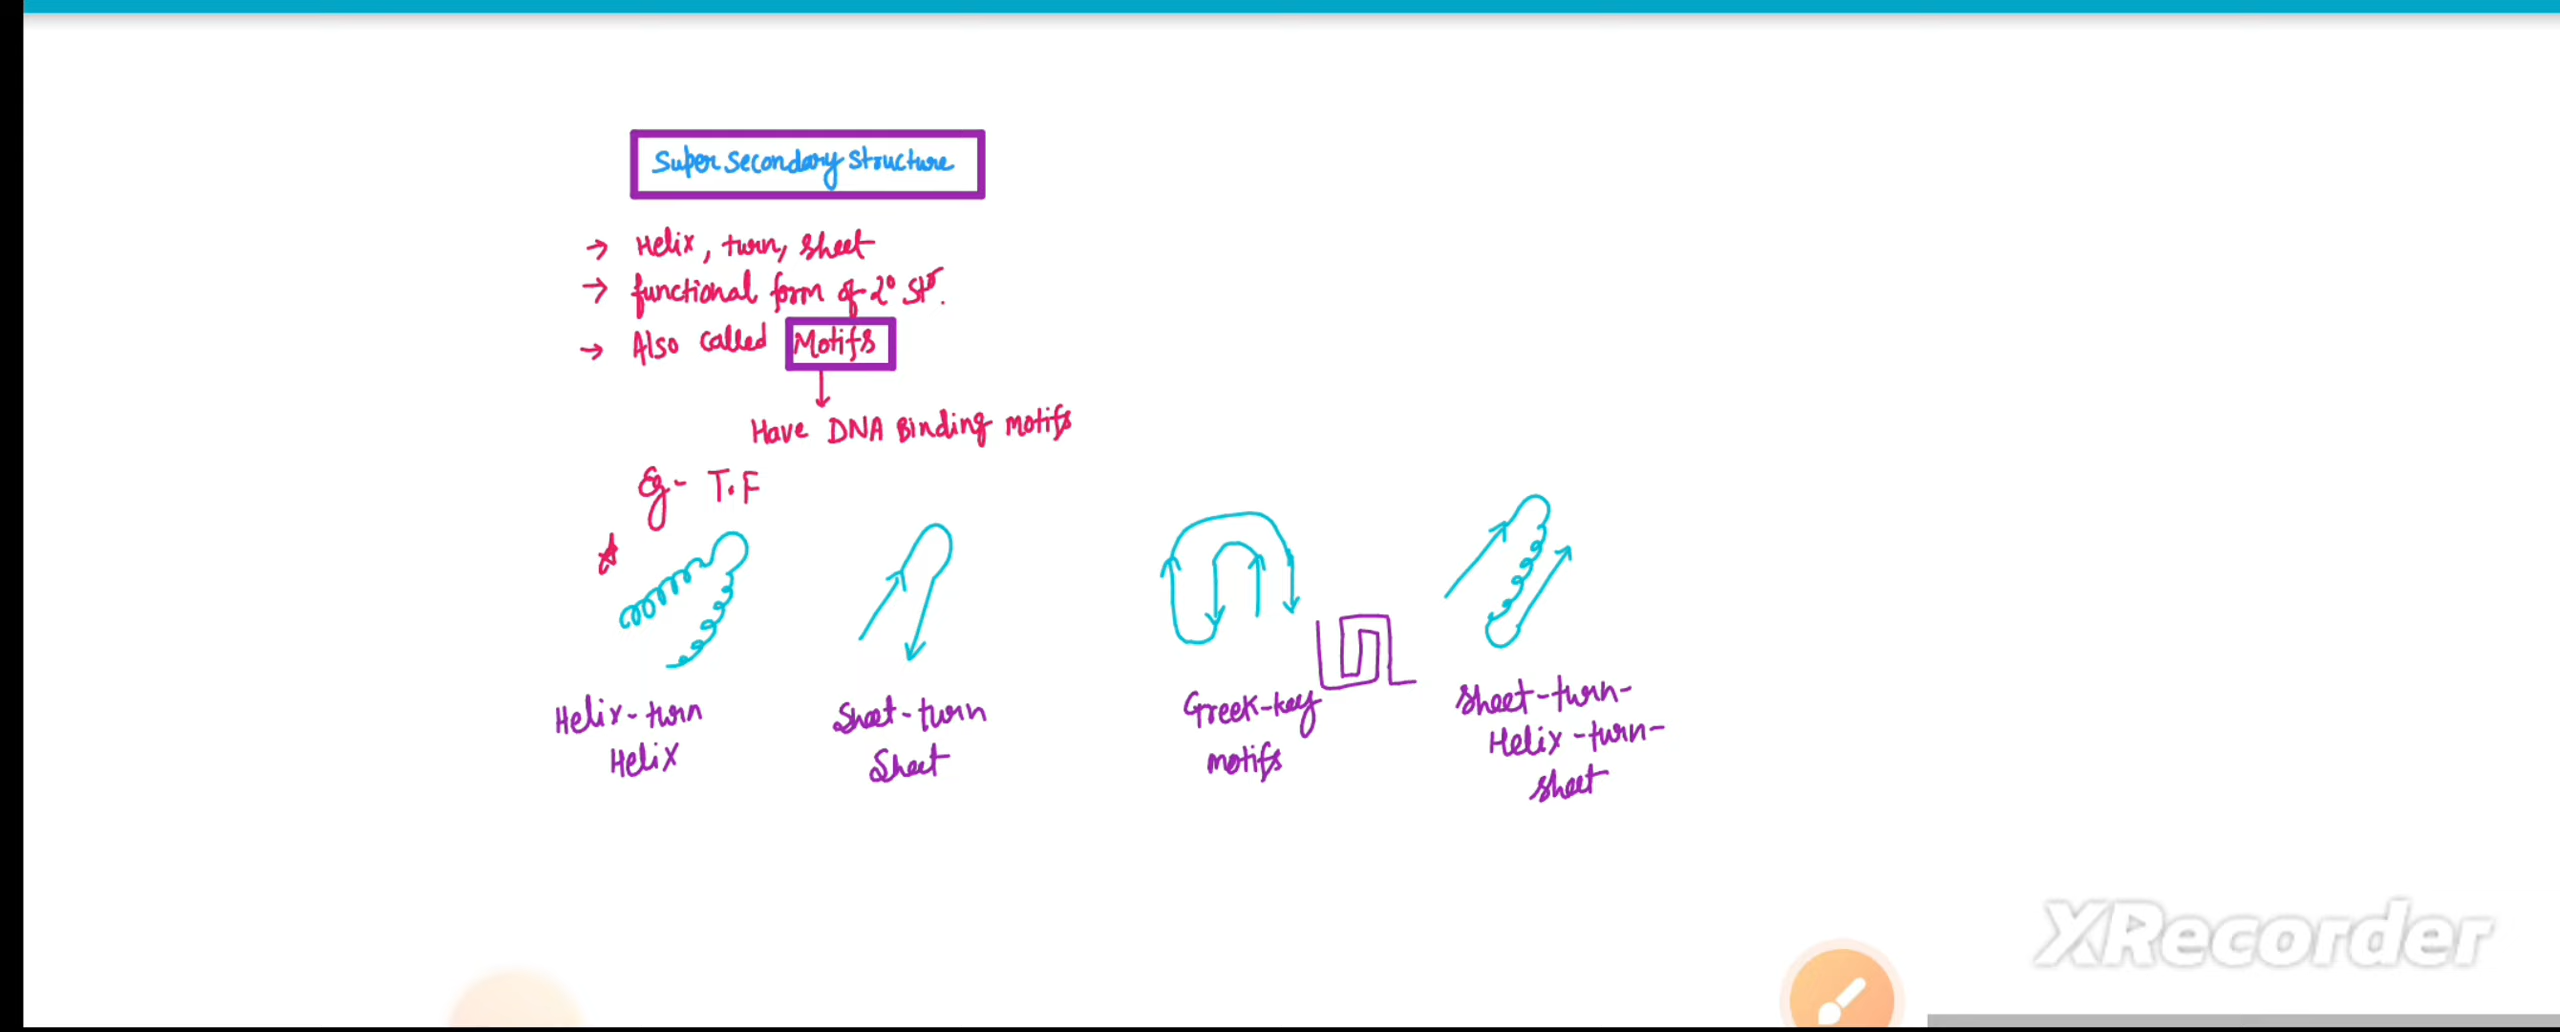 Super Secondary Structure
→ Helix, turn, sheet
→ functional form of 2° str.
→ Also called Motifs
Have DNA Binding motifs
Eg- T.F
Helix-turn
Helix
Sheet-turn
Sheet
Greek-key
motifs
Sheet-turn-
Helix-turn-
sheet
XRecorder